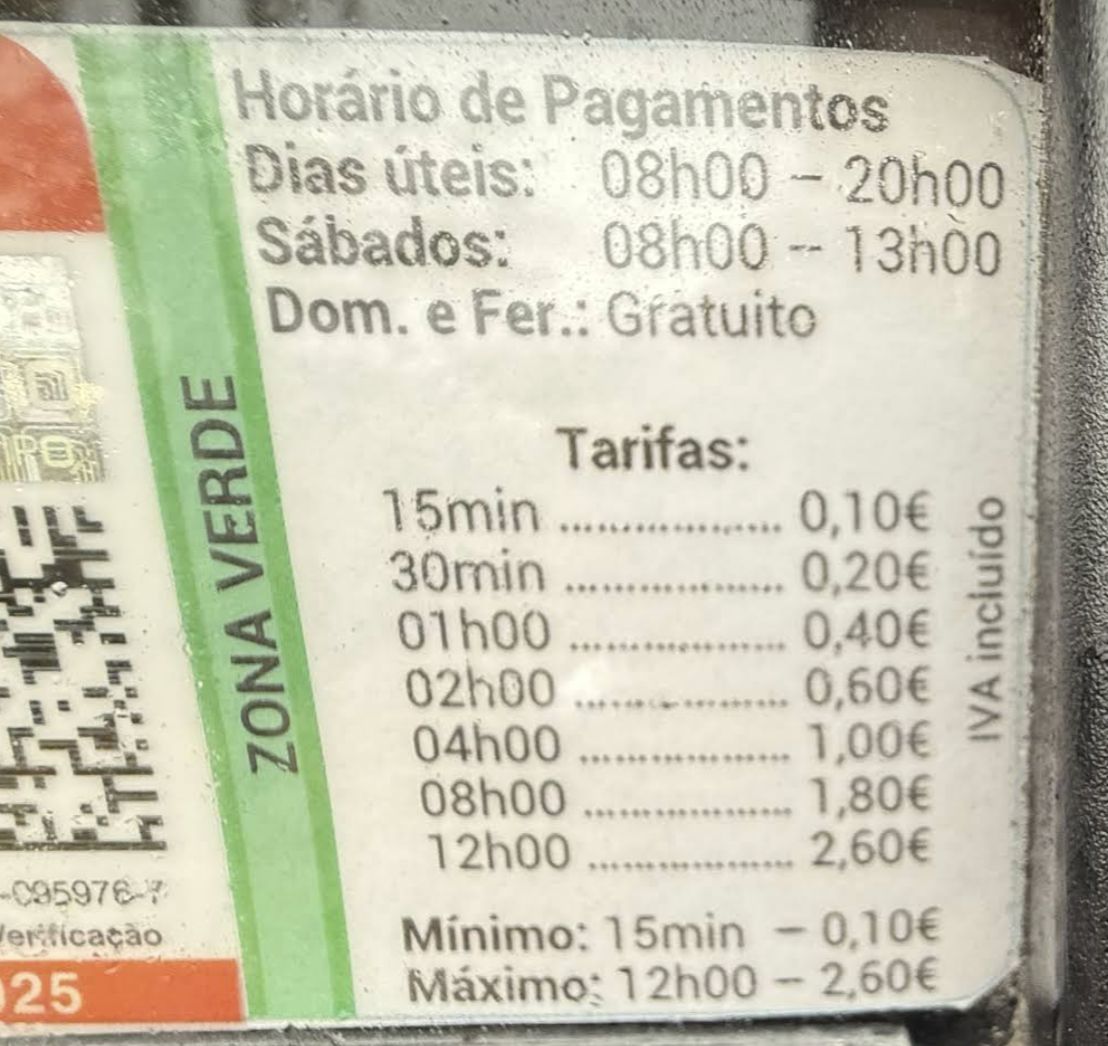 Horário de Pagamentos
Dias úteis: 08h00 - 20h00
Sábados: 08h00 - 13h00
Dom. e Fer.: Gratuito
ZONA VERDE
Tarifas:
15min ................... 0,10€
30min ................... 0,20€
01h00 ................... 0,40€
02h00 ................... 0,60€
04h00 ................... 1,00€
08h00 ................... 1,80€
12h00 ................... 2,60€
IVA incluído
Mínimo: 15min - 0,10€
Máximo: 12h00 - 2,60€
Verificação
025